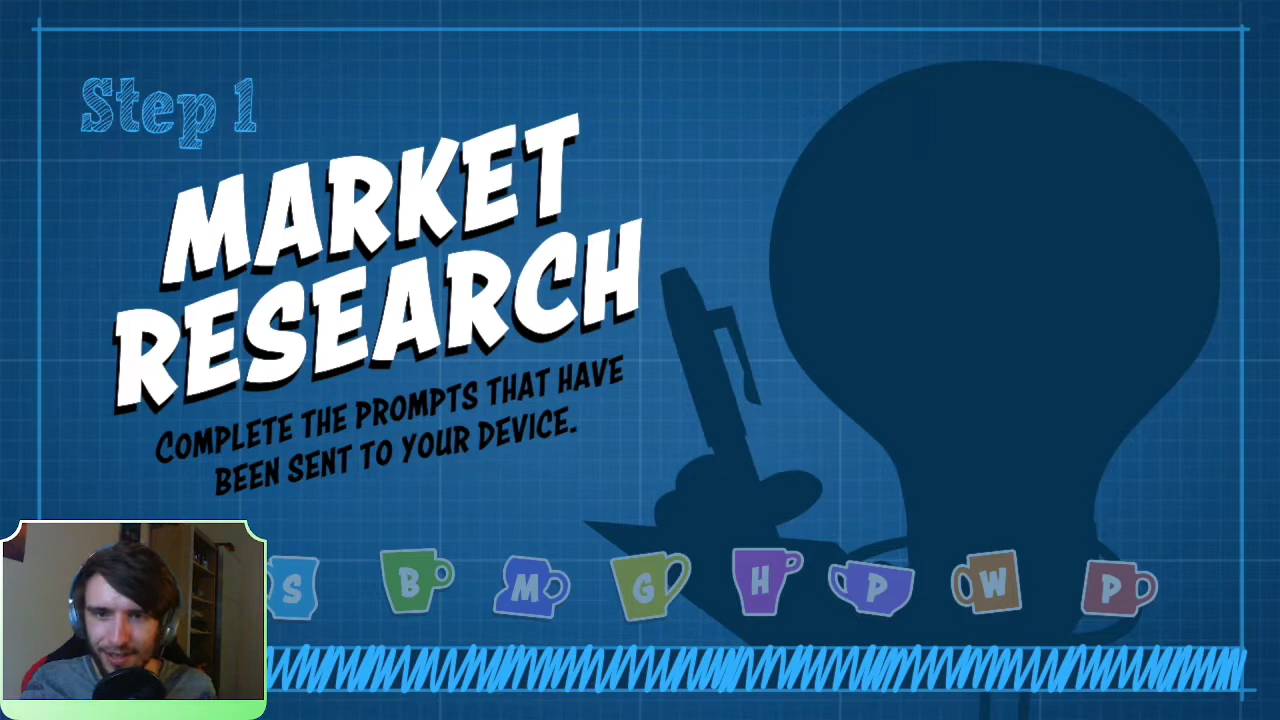 Step 1
MARKET
RESEARCH
COMPLETE THE PROMPTS THAT HAVE
BEEN SENT TO YOUR DEVICE.
S B M G H P W P